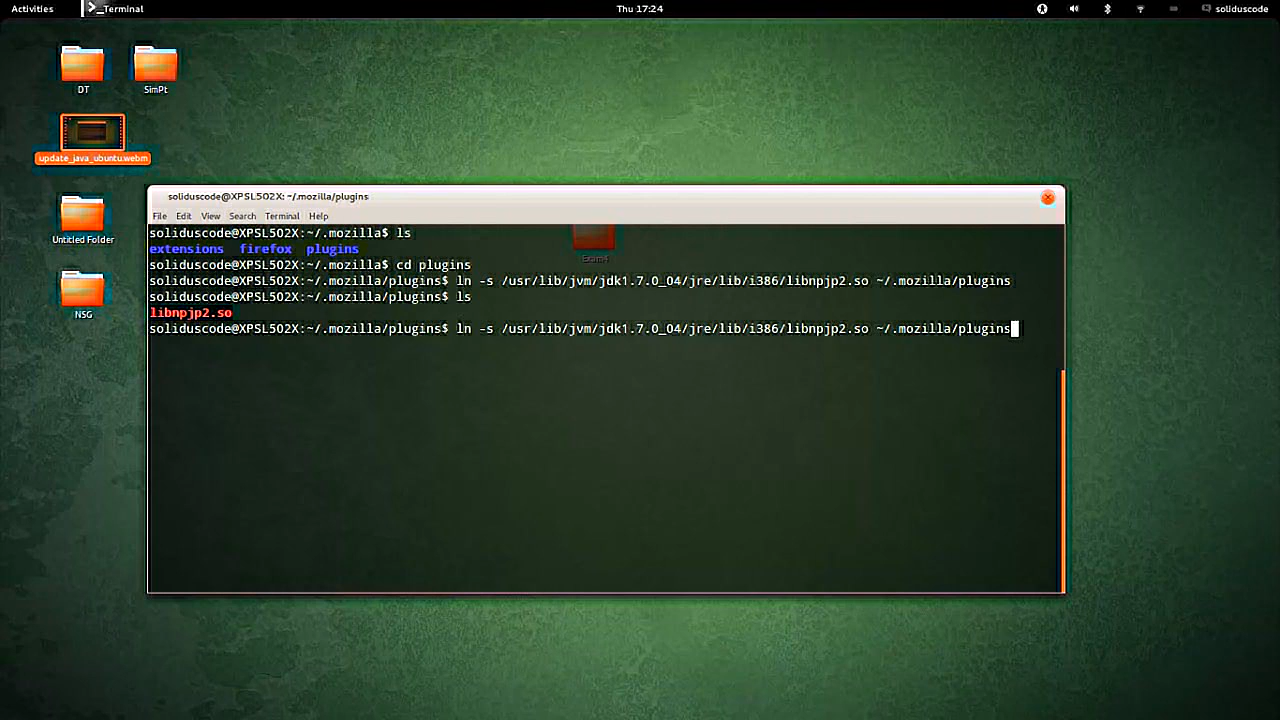 Activities
Terminal
Thu 17:24
soliduscode
DT
SimPt
update_java_ubuntu.webm
Untitled Folder
NSG
soliduscode@XPSL502X: ~/.mozilla/plugins
File Edit View Search Terminal Help
soliduscode@XPSL502X:~/.mozilla$ ls
extensions firefox plugins
soliduscode@XPSL502X:~/.mozilla$ cd plugins
soliduscode@XPSL502X:~/.mozilla/plugins$ ln -s /usr/lib/jvm/jdk1.7.0_04/jre/lib/i386/libnpjp2.so ~/.mozilla/plugins
soliduscode@XPSL502X:~/.mozilla/plugins$ ls
libnpjp2.so
soliduscode@XPSL502X:~/.mozilla/plugins$ ln -s /usr/lib/jvm/jdk1.7.0_04/jre/lib/i386/libnpjp2.so ~/.mozilla/plugins